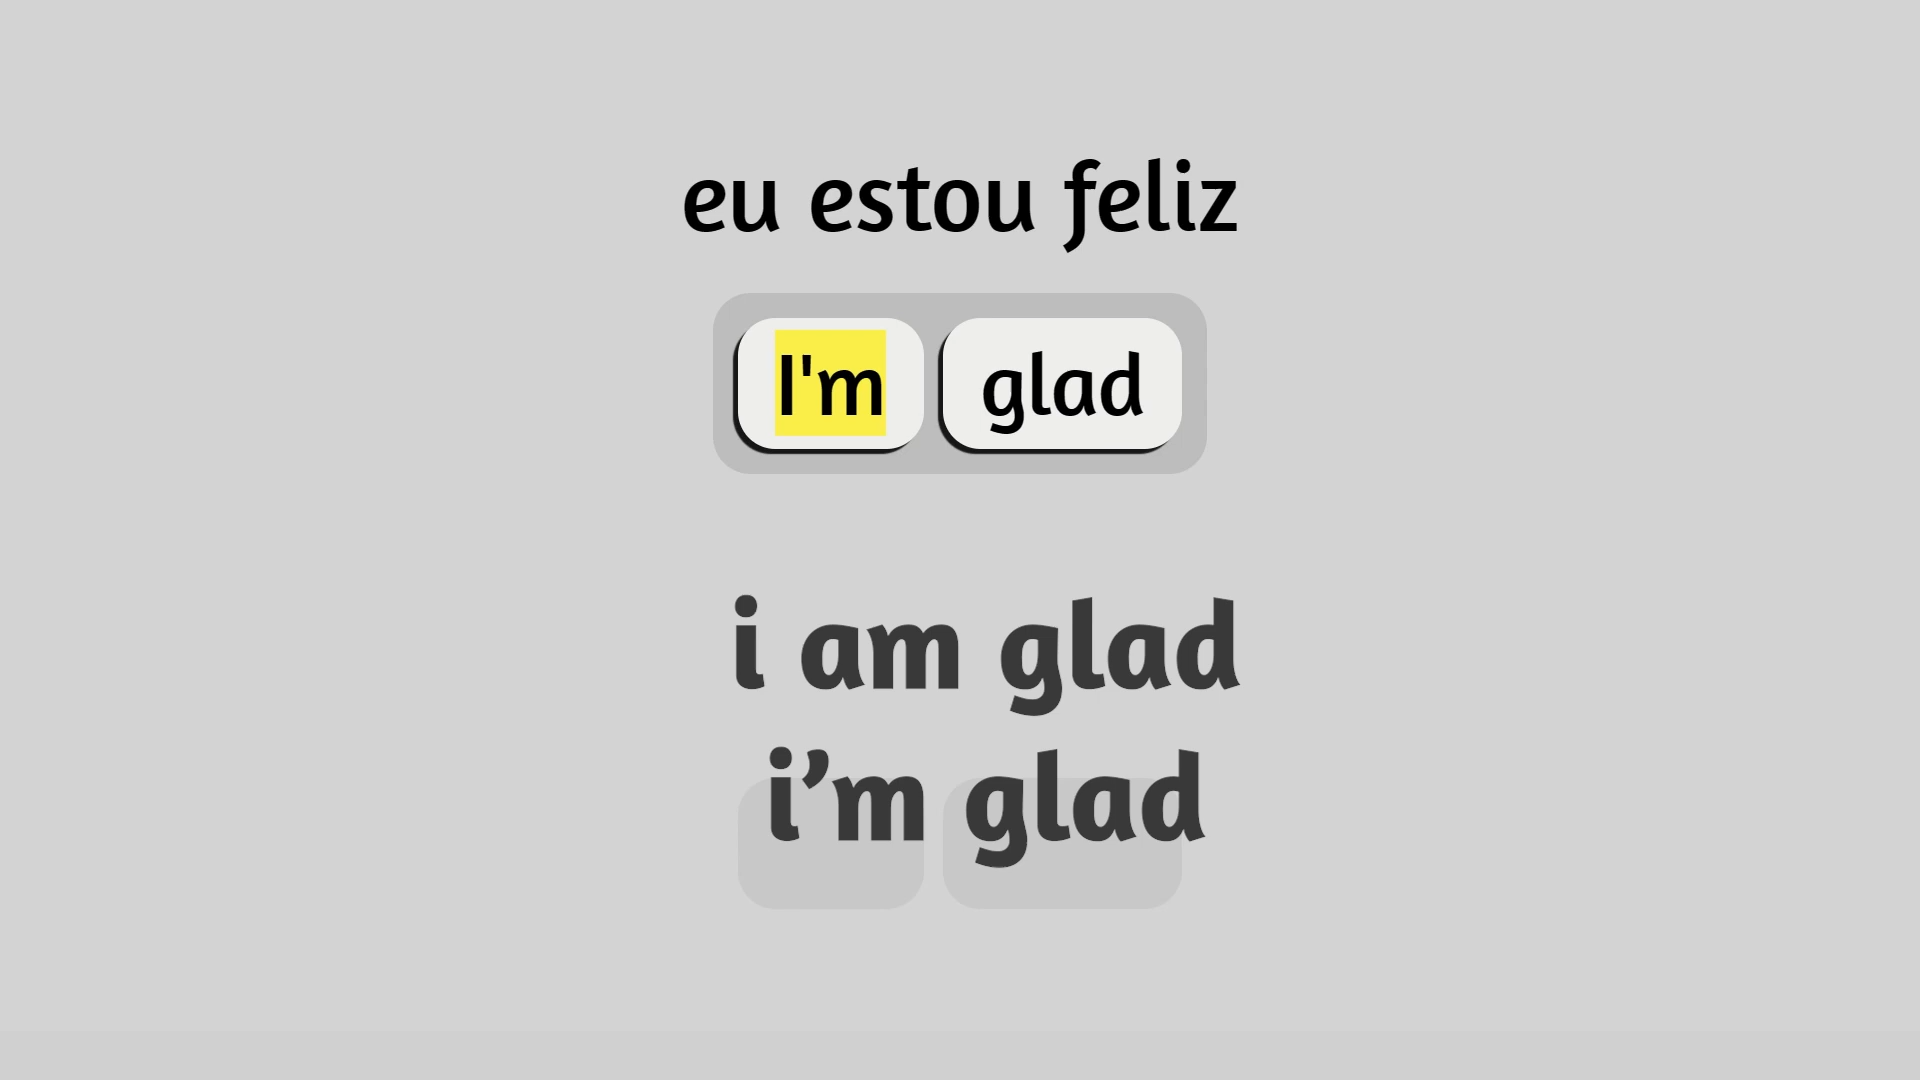 eu estou feliz
I'm glad
i am glad
i’m glad